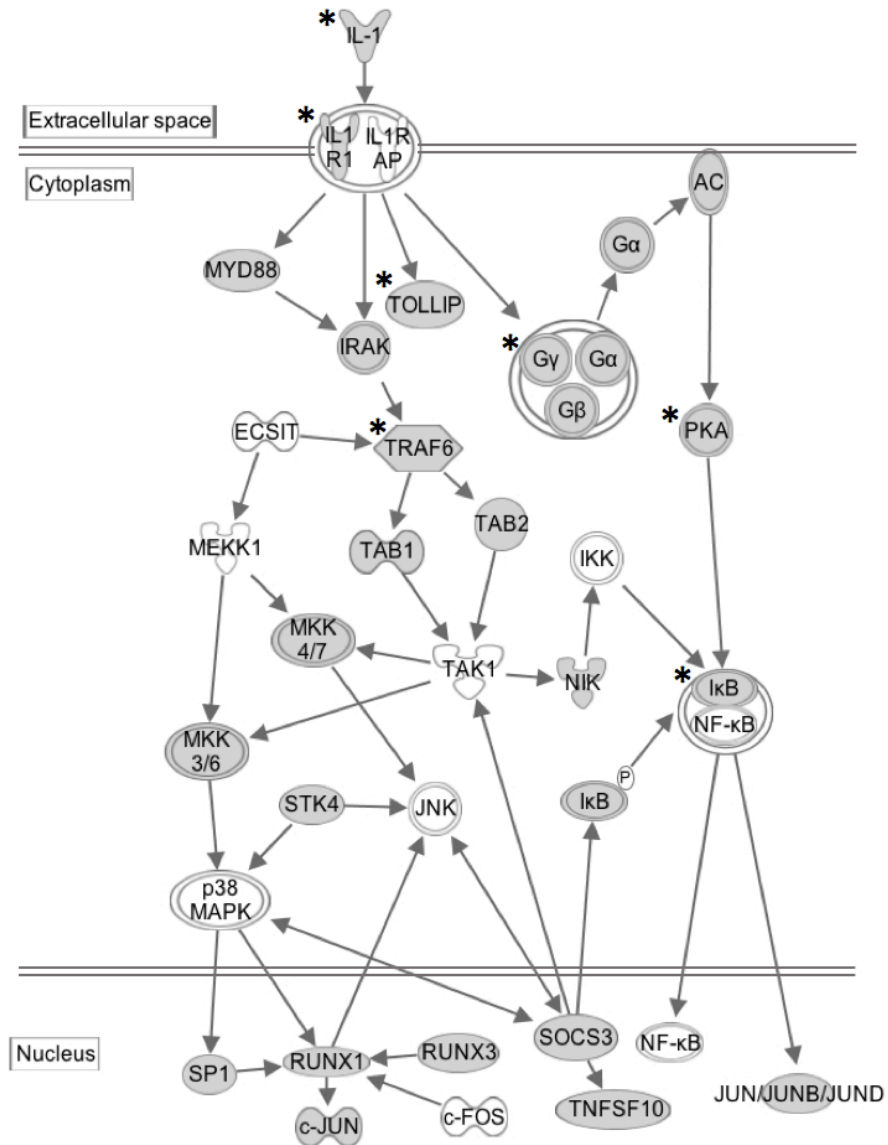 *
IL-1
*
Extracellular space
IL1
R1
IL1R
AP
Cytoplasm
AC
Gα
MYD88
*
TOLLIP
IRAK
*
Gγ
Gα
Gβ
*
PKA
ECSIT
*
TRAF6
TAB2
MEKK1
TAB1
IKK
MKK
4/7
TAK1
NIK
*
IκB
NF-κB
MKK
3/6
P
IκB
STK4
JNK
p38
MAPK
Nucleus
SOCS3
NF-κB
SP1
RUNX1
RUNX3
JUN/JUNB/JUND
c-JUN
c-FOS
TNFSF10